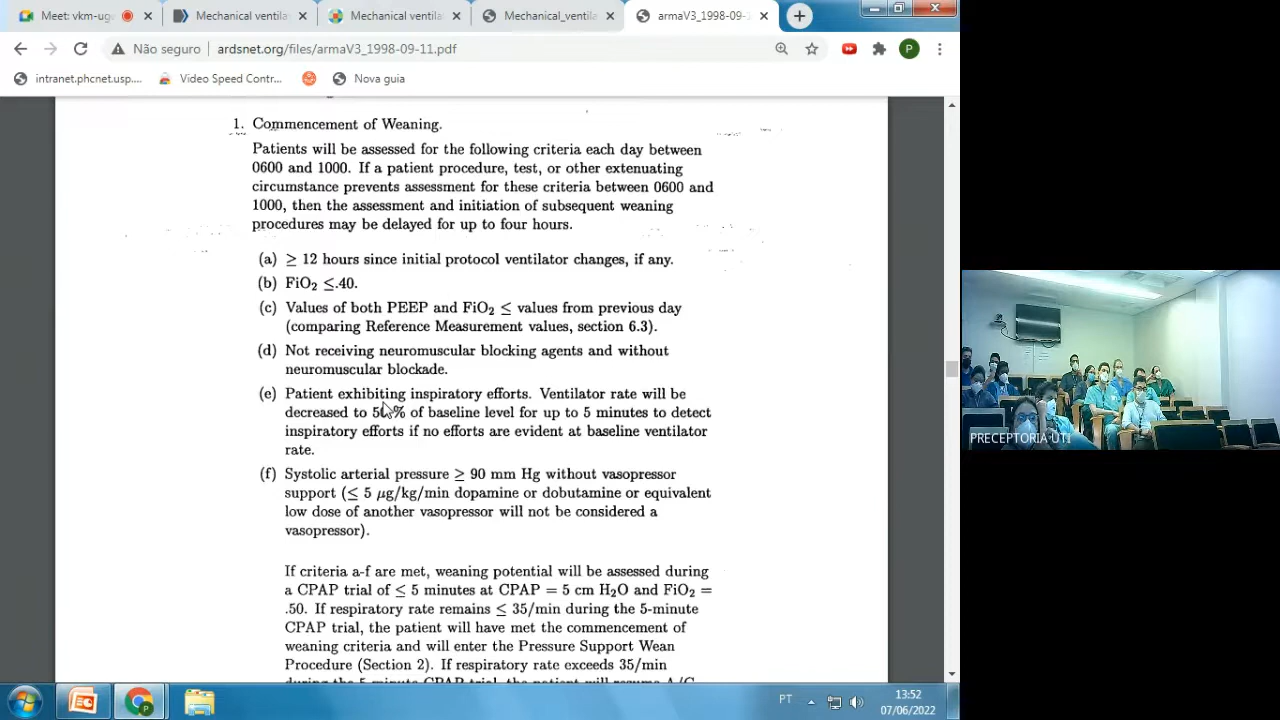 Meet: vkm-ug
Mechanical ventila
Mechanical ventila
Mechanical_ventila
armaV3_1998-09-
Não seguro
ardsnet.org/files/armaV3_1998-09-11.pdf
P
intranet.phcnet.usp....
Video Speed Contr...
Nova guia
1. Commencement of Weaning.
Patients will be assessed for the following criteria each day between
0600 and 1000. If a patient procedure, test, or other extenuating
circumstance prevents assessment for these criteria between 0600 and
1000, then the assessment and initiation of subsequent weaning
procedures may be delayed for up to four hours.
(a) ≥ 12 hours since initial protocol ventilator changes, if any.
(b) FiO₂ ≤.40.
(c) Values of both PEEP and FiO₂ ≤ values from previous day
(comparing Reference Measurement values, section 6.3).
(d) Not receiving neuromuscular blocking agents and without
neuromuscular blockade.
(e) Patient exhibiting inspiratory efforts. Ventilator rate will be
decreased to 50% of baseline level for up to 5 minutes to detect
inspiratory efforts if no efforts are evident at baseline ventilator
rate.
(f) Systolic arterial pressure ≥ 90 mm Hg without vasopressor
support (≤ 5 μg/kg/min dopamine or dobutamine or equivalent
low dose of another vasopressor will not be considered a
vasopressor).
If criteria a-f are met, weaning potential will be assessed during
a CPAP trial of ≤ 5 minutes at CPAP = 5 cm H₂O and FiO₂ =
.50. If respiratory rate remains ≤ 35/min during the 5-minute
CPAP trial, the patient will have met the commencement of
weaning criteria and will enter the Pressure Support Wean
Procedure (Section 2). If respiratory rate exceeds 35/min
during the 5-minute CPAP trial, the patient will resume A/C
PRECEPTORIA UTI
PT
13:52
07/06/2022